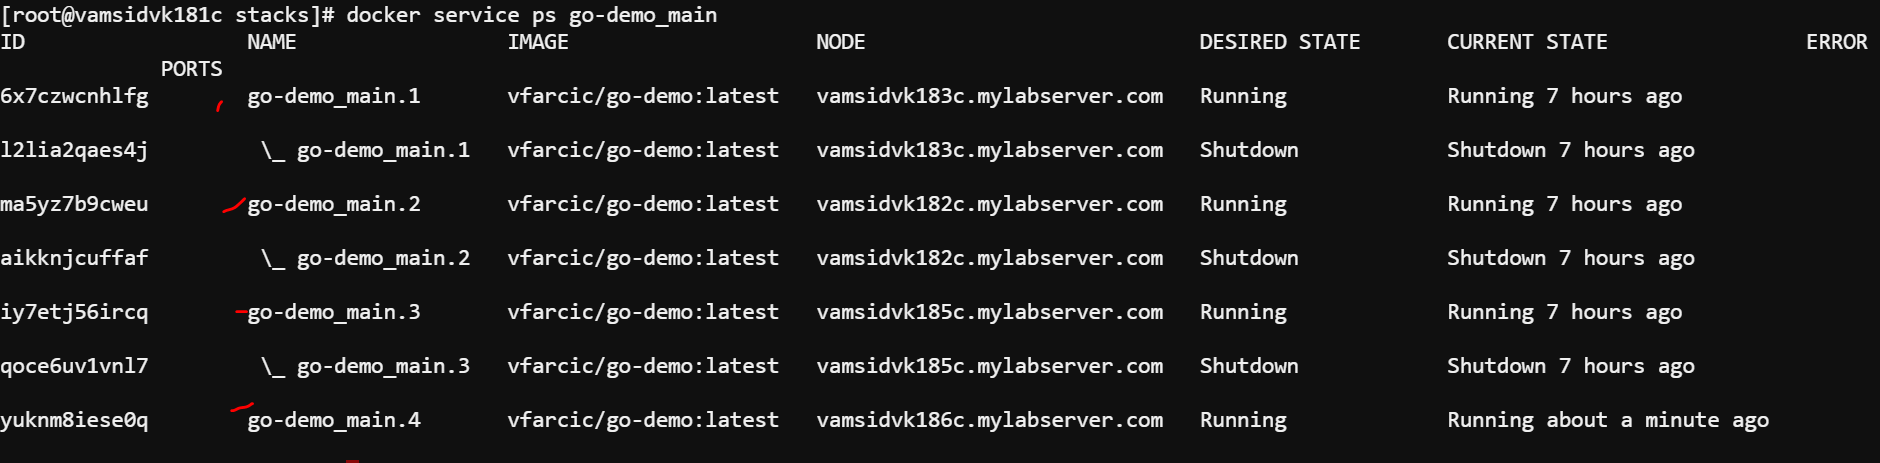 [root@vamsidvk181c stacks]# docker service ps go-demo_main
ID NAME IMAGE NODE DESIRED STATE CURRENT STATE ERROR
PORTS
6x7czwcnhlfg go-demo_main.1 vfarcic/go-demo:latest vamsidvk183c.mylabserver.com Running Running 7 hours ago
l2lia2qaes4j \_ go-demo_main.1 vfarcic/go-demo:latest vamsidvk183c.mylabserver.com Shutdown Shutdown 7 hours ago
ma5yz7b9cweu go-demo_main.2 vfarcic/go-demo:latest vamsidvk182c.mylabserver.com Running Running 7 hours ago
aikknjcuffaf \_ go-demo_main.2 vfarcic/go-demo:latest vamsidvk182c.mylabserver.com Shutdown Shutdown 7 hours ago
iy7etj56ircq go-demo_main.3 vfarcic/go-demo:latest vamsidvk185c.mylabserver.com Running Running 7 hours ago
qoce6uv1vnl7 \_ go-demo_main.3 vfarcic/go-demo:latest vamsidvk185c.mylabserver.com Shutdown Shutdown 7 hours ago
yuknm8iese0q go-demo_main.4 vfarcic/go-demo:latest vamsidvk186c.mylabserver.com Running Running about a minute ago